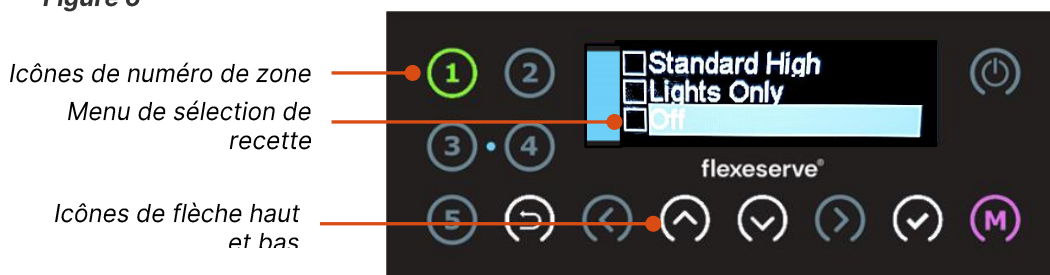 Figure 6
Icônes de numéro de zone
Menu de sélection de
recette
Icônes de flèche haut
et bas
1
2
Standard High
Lights Only
Off
3
4
flexeserve®
5
M